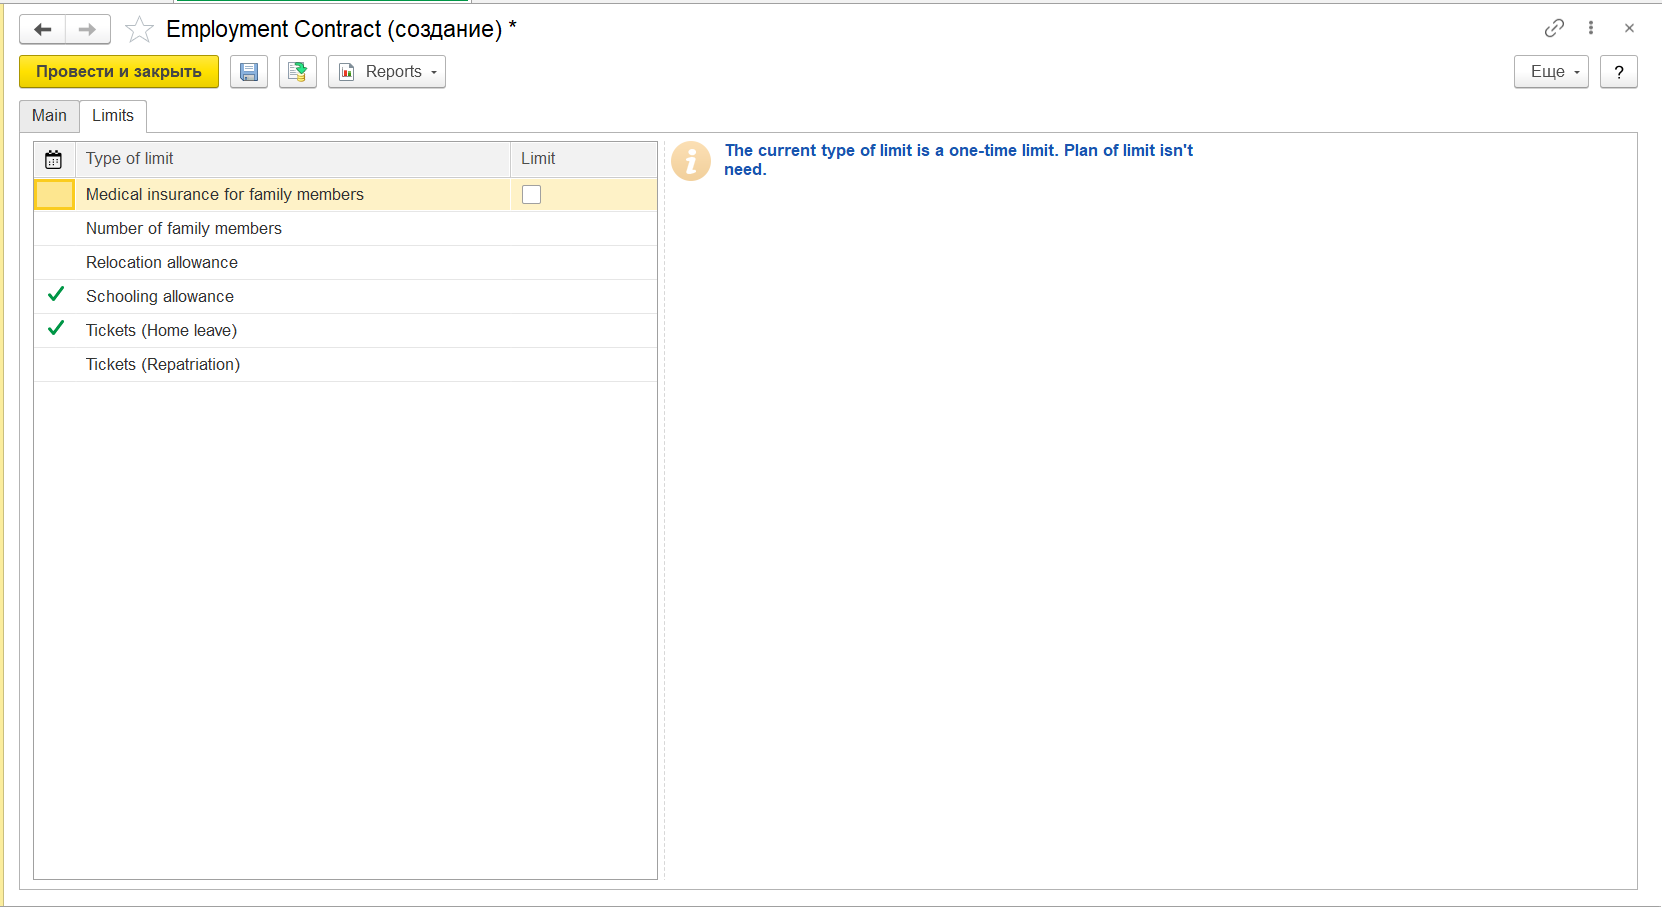 Employment Contract (создание) *
Провести и закрыть
Reports
Еще
?
Main
Limits
Type of limit
Limit
The current type of limit is a one-time limit. Plan of limit isn't
need.
Medical insurance for family members
Number of family members
Relocation allowance
Schooling allowance
Tickets (Home leave)
Tickets (Repatriation)